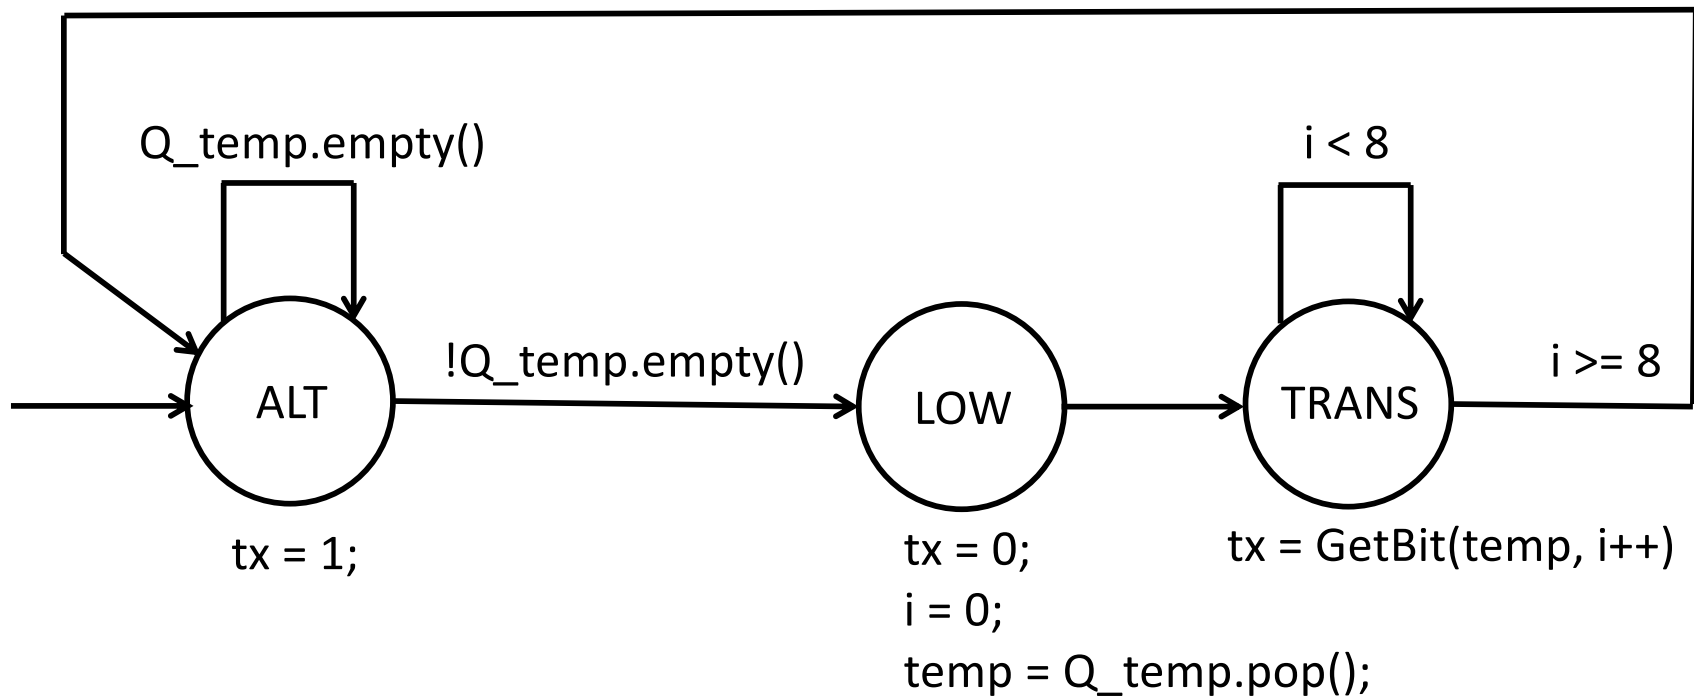 Q_temp.empty()
i < 8
!Q_temp.empty()
i >= 8
ALT
LOW
TRANS
tx = 1;
tx = 0;
i = 0;
temp = Q_temp.pop();
tx = GetBit(temp, i++)